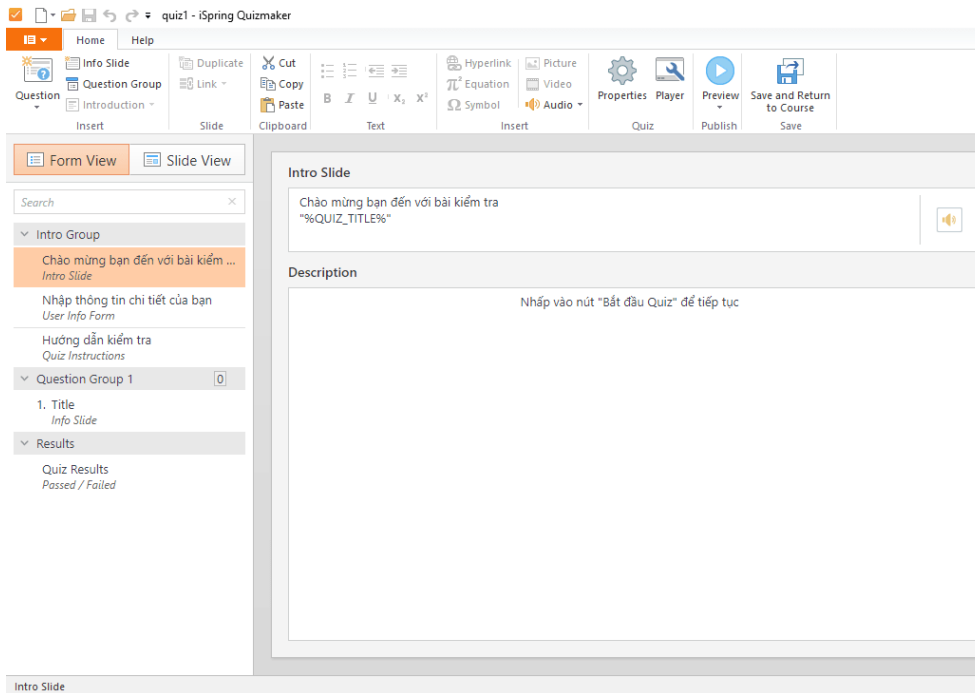 quiz1 - iSpring Quizmaker
Home Help
Question
Info Slide
Question Group
Introduction
Insert
Duplicate
Link
Slide
Cut
Copy
Paste
Clipboard
B I U X₂ X²
Text
Hyperlink
Equation
Symbol
Picture
Video
Audio
Insert
Properties
Player
Quiz
Preview
Publish
Save and Return
to Course
Save
Form View
Slide View
Search
Intro Group
Chào mừng bạn đến với bài kiểm ...
Intro Slide
Nhập thông tin chi tiết của bạn
User Info Form
Hướng dẫn kiểm tra
Quiz Instructions
Question Group 1 0
1. Title
Info Slide
Results
Quiz Results
Passed / Failed
Intro Slide
Chào mừng bạn đến với bài kiểm tra
"%QUIZ_TITLE%"
Description
Nhấp vào nút "Bắt đầu Quiz" để tiếp tục
Intro Slide